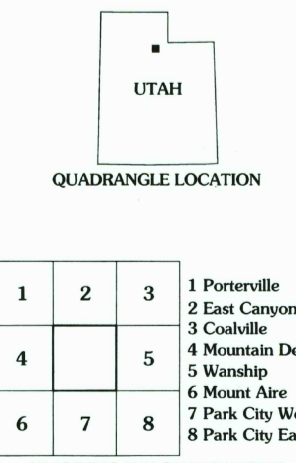 UTAH
QUADRANGLE LOCATION
1 2 3
4 5
6 7 8
1 Porterville
2 East Canyon
3 Coalville
4 Mountain De
5 Wanship
6 Mount Aire
7 Park City We
8 Park City Ea